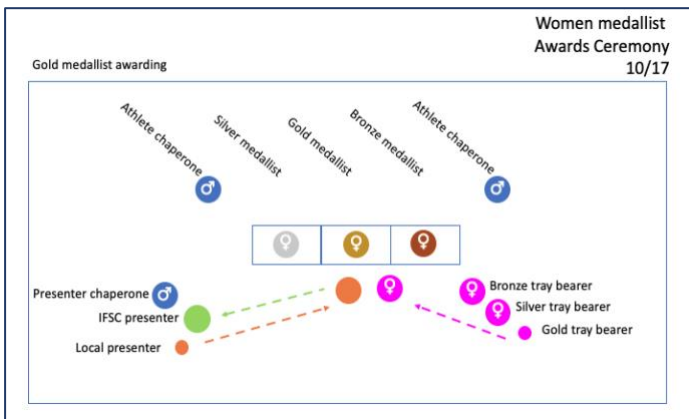 Women medallist
Awards Ceremony
10/17
Gold medallist awarding
Athlete chaperone
Silver medallist
Gold medallist
Bronze medallist
Athlete chaperone
Presenter chaperone
IFSC presenter
Local presenter
Bronze tray bearer
Silver tray bearer
Gold tray bearer